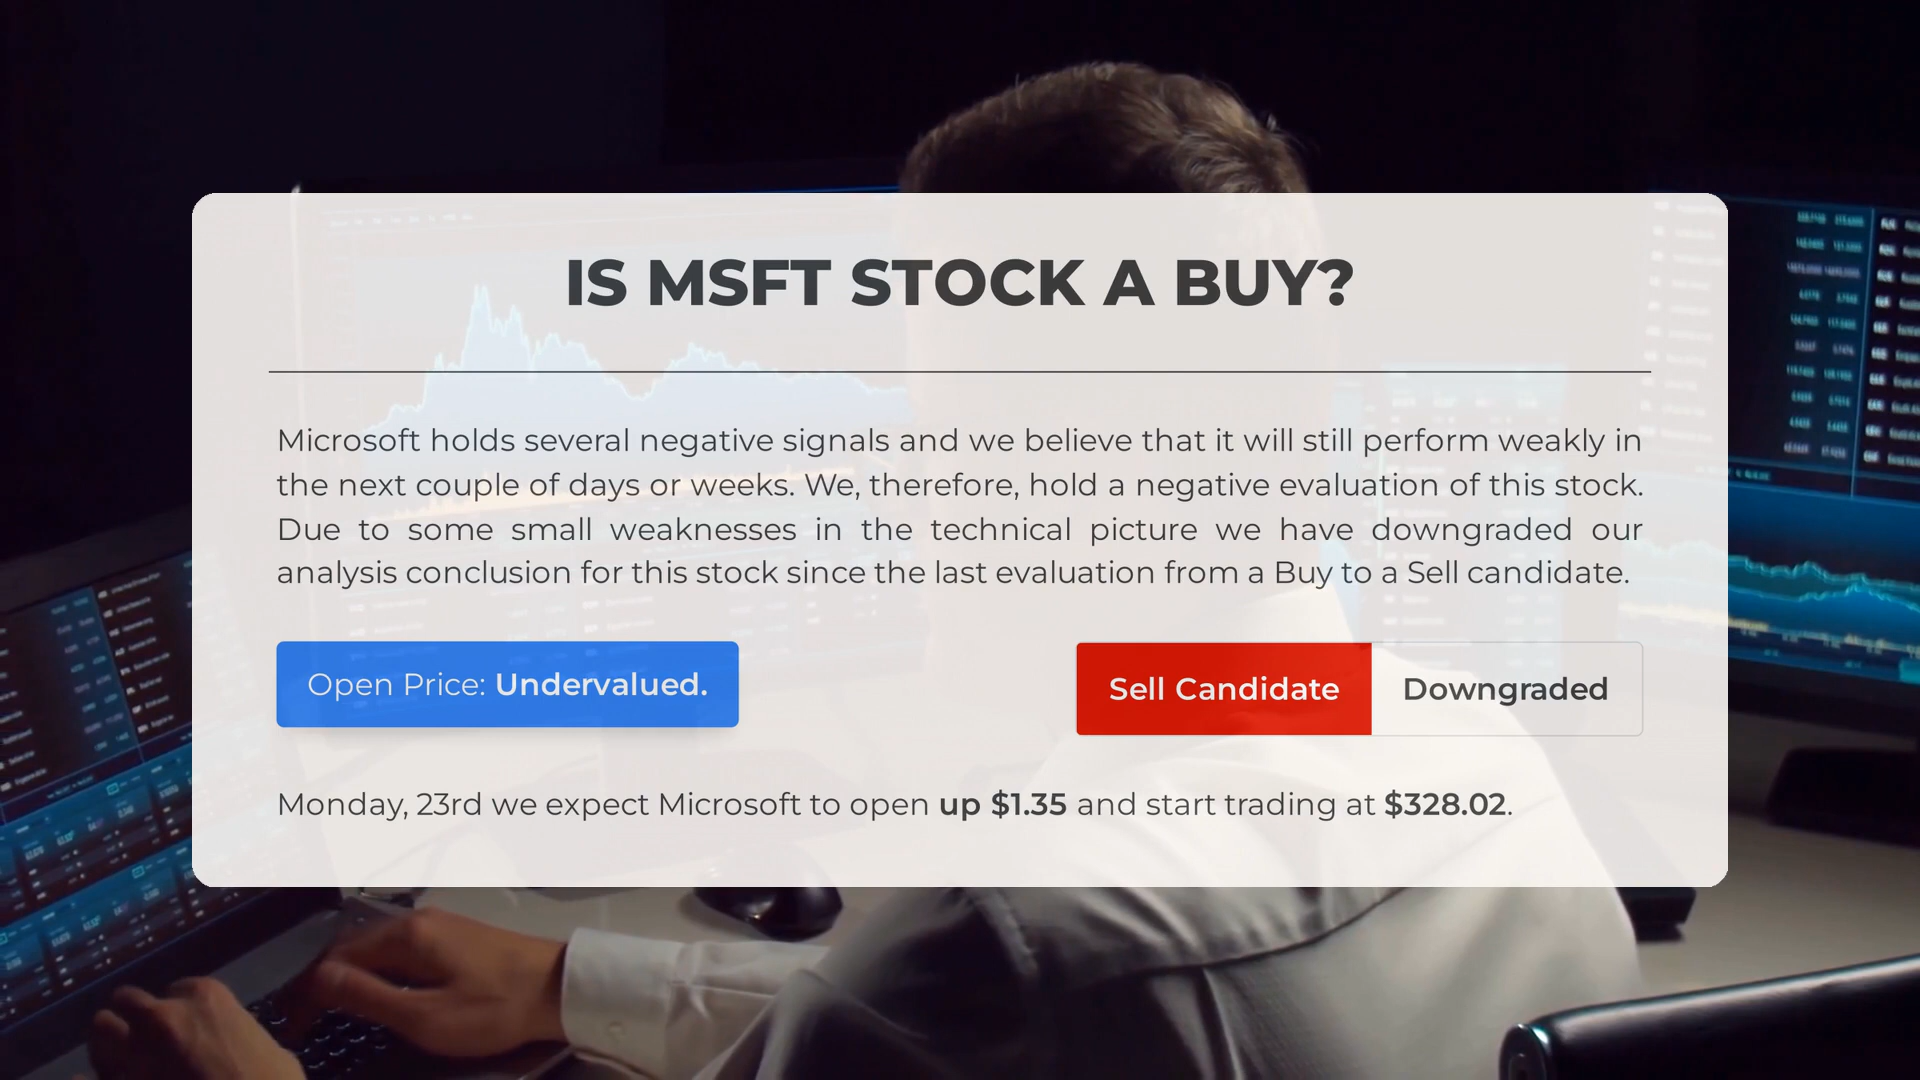 IS MSFT STOCK A BUY?
Microsoft holds several negative signals and we believe that it will still perform weakly in
the next couple of days or weeks. We, therefore, hold a negative evaluation of this stock.
Due to some small weaknesses in the technical picture we have downgraded our
analysis conclusion for this stock since the last evaluation from a Buy to a Sell candidate.
Open Price: Undervalued.
Sell Candidate Downgraded
Monday, 23rd we expect Microsoft to open up $1.35 and start trading at $328.02.